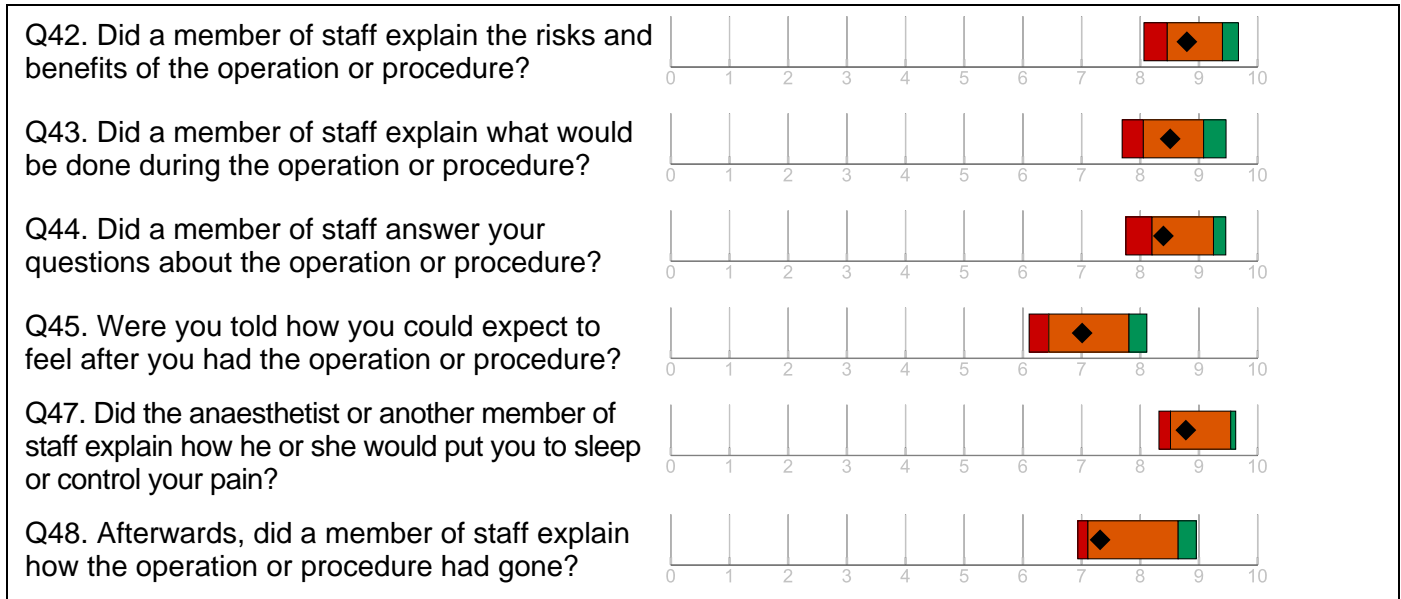 Q42. Did a member of staff explain the risks and
benefits of the operation or procedure?
0 1 2 3 4 5 6 7 8 9 10
Q43. Did a member of staff explain what would
be done during the operation or procedure?
0 1 2 3 4 5 6 7 8 9 10
Q44. Did a member of staff answer your
questions about the operation or procedure?
0 1 2 3 4 5 6 7 8 9 10
Q45. Were you told how you could expect to
feel after you had the operation or procedure?
0 1 2 3 4 5 6 7 8 9 10
Q47. Did the anaesthetist or another member of
staff explain how he or she would put you to sleep
or control your pain?
0 1 2 3 4 5 6 7 8 9 10
Q48. Afterwards, did a member of staff explain
how the operation or procedure had gone?
0 1 2 3 4 5 6 7 8 9 10